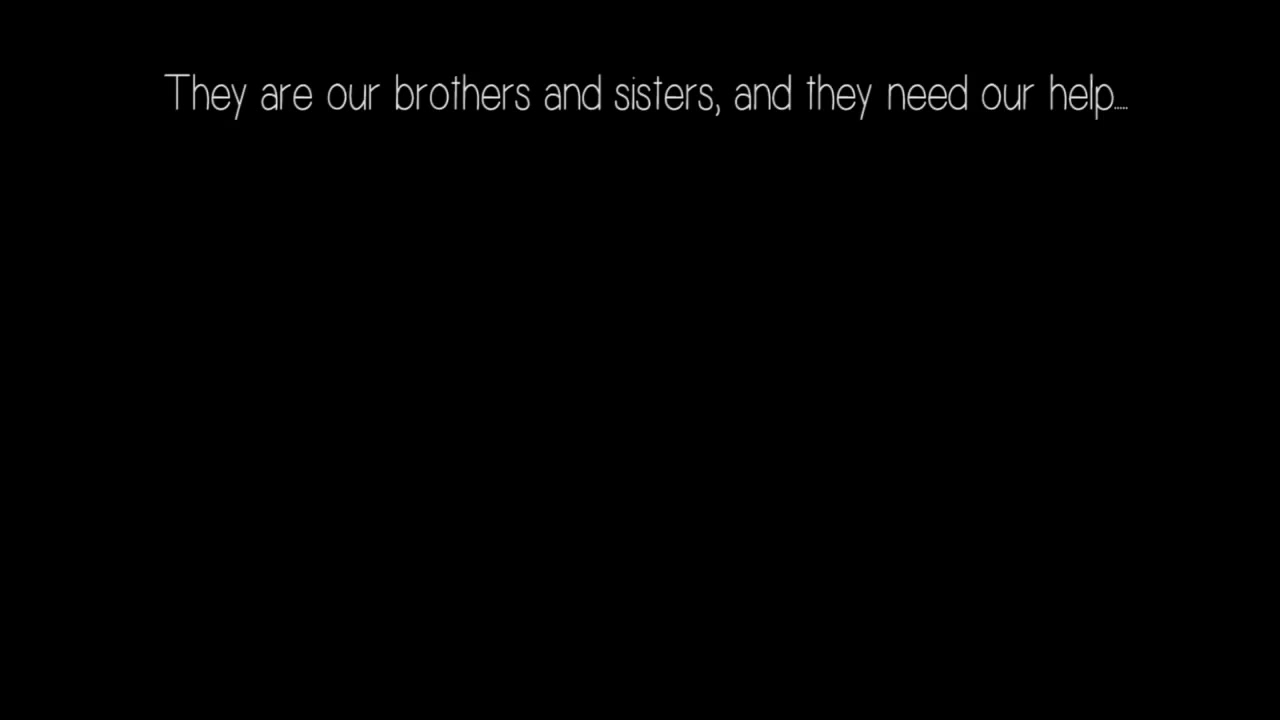 They are our brothers and sisters, and they need our help....